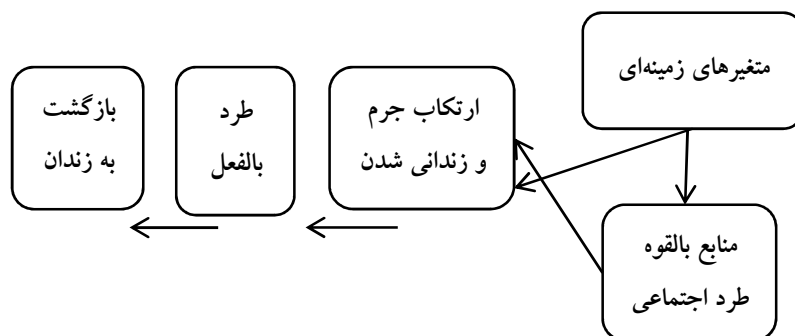 متغیرهای زمینه‌ای
منابع بالقوه
طرد اجتماعی
ارتکاب جرم
و زندانی شدن
طرد
بالفعل
بازگشت
به زندان